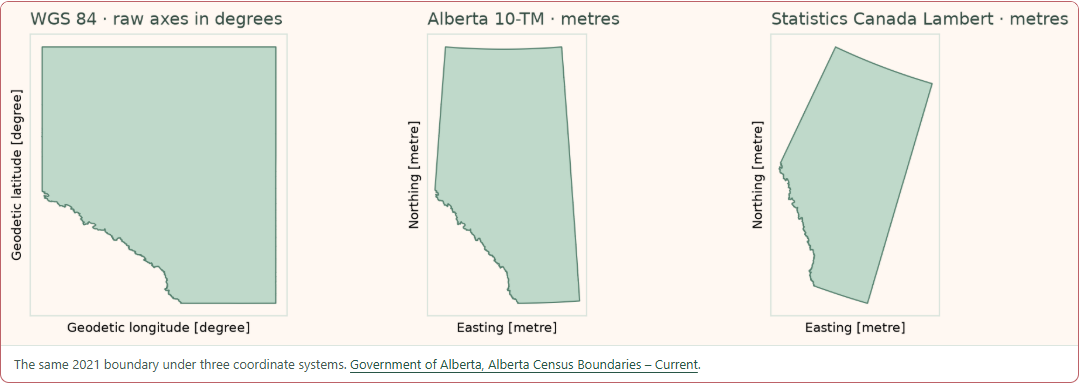 WGS 84 · raw axes in degrees
Alberta 10-TM · metres
Statistics Canada Lambert · metres
Geodetic latitude [degree]
Geodetic longitude [degree]
Northing [metre]
Easting [metre]
Northing [metre]
Easting [metre]
The same 2021 boundary under three coordinate systems. Government of Alberta, Alberta Census Boundaries – Current.